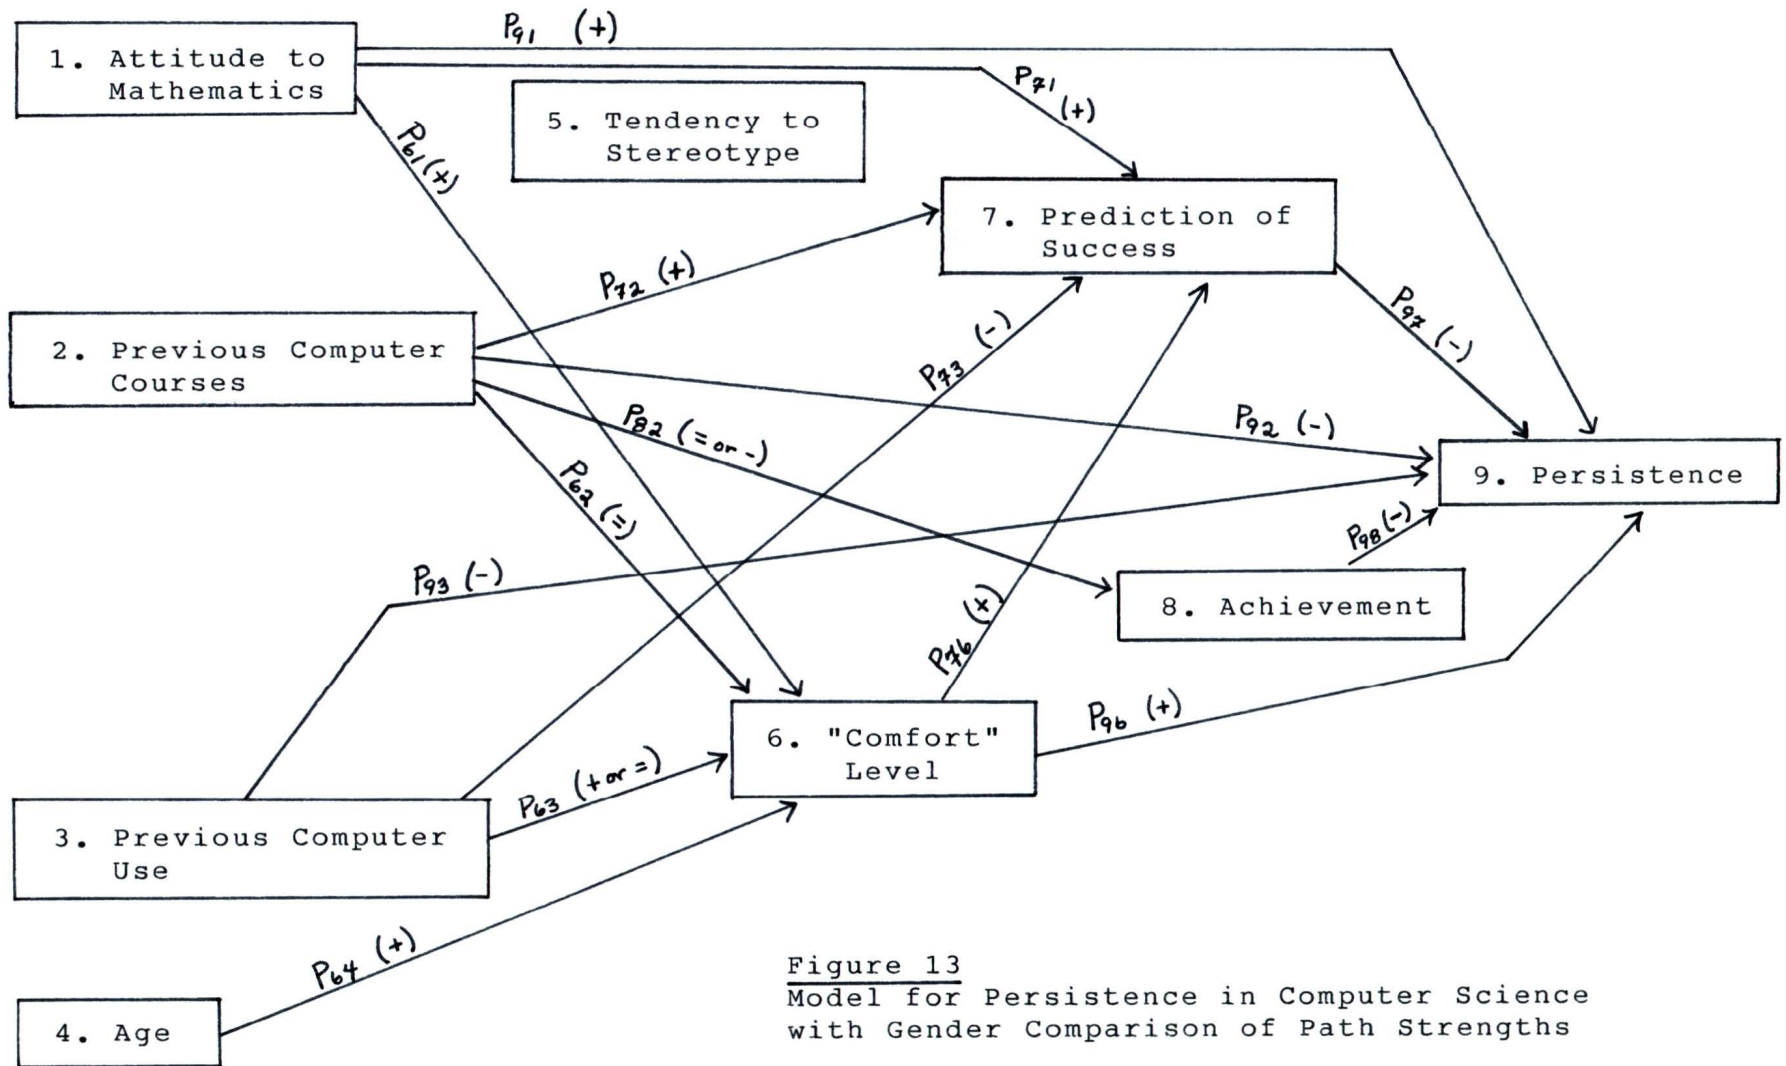 P91 (+)
1. Attitude to
Mathematics
P71
(+)
5. Tendency to
Stereotype
P61(+)
7. Prediction of
Success
P72 (+)
P97 (-)
2. Previous Computer
Courses
P73 (-)
P82 (= or -)
P92 (-)
P62 (=)
9. Persistence
P98(-)
P93 (-)
8. Achievement
P76 (+)
P96 (+)
6. "Comfort"
Level
P63 (+ or =)
3. Previous Computer
Use
P64 (+)
4. Age
Figure 13
Model for Persistence in Computer Science
with Gender Comparison of Path Strengths